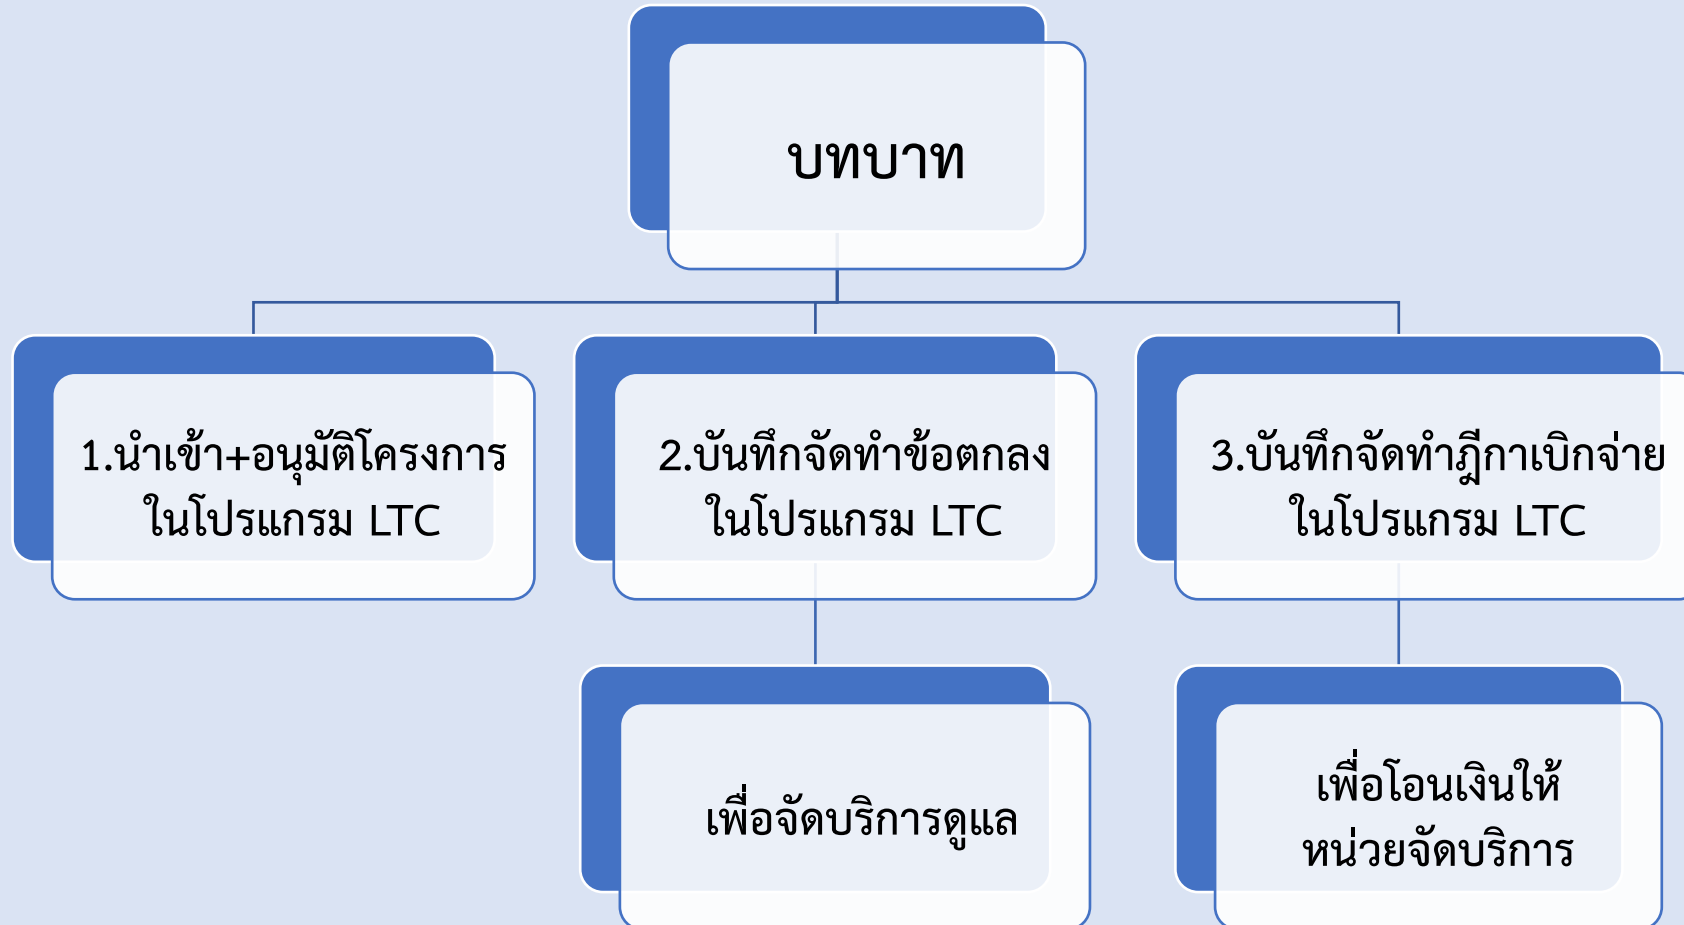 บทบาท
1.นำเข้า+อนุมัติโครงการ
ในโปรแกรม LTC
2.บันทึกจัดทำข้อตกลง
ในโปรแกรม LTC
3.บันทึกจัดทำฎีกาเบิกจ่าย
ในโปรแกรม LTC
เพื่อจัดบริการดูแล
เพื่อโอนเงินให้
หน่วยจัดบริการ